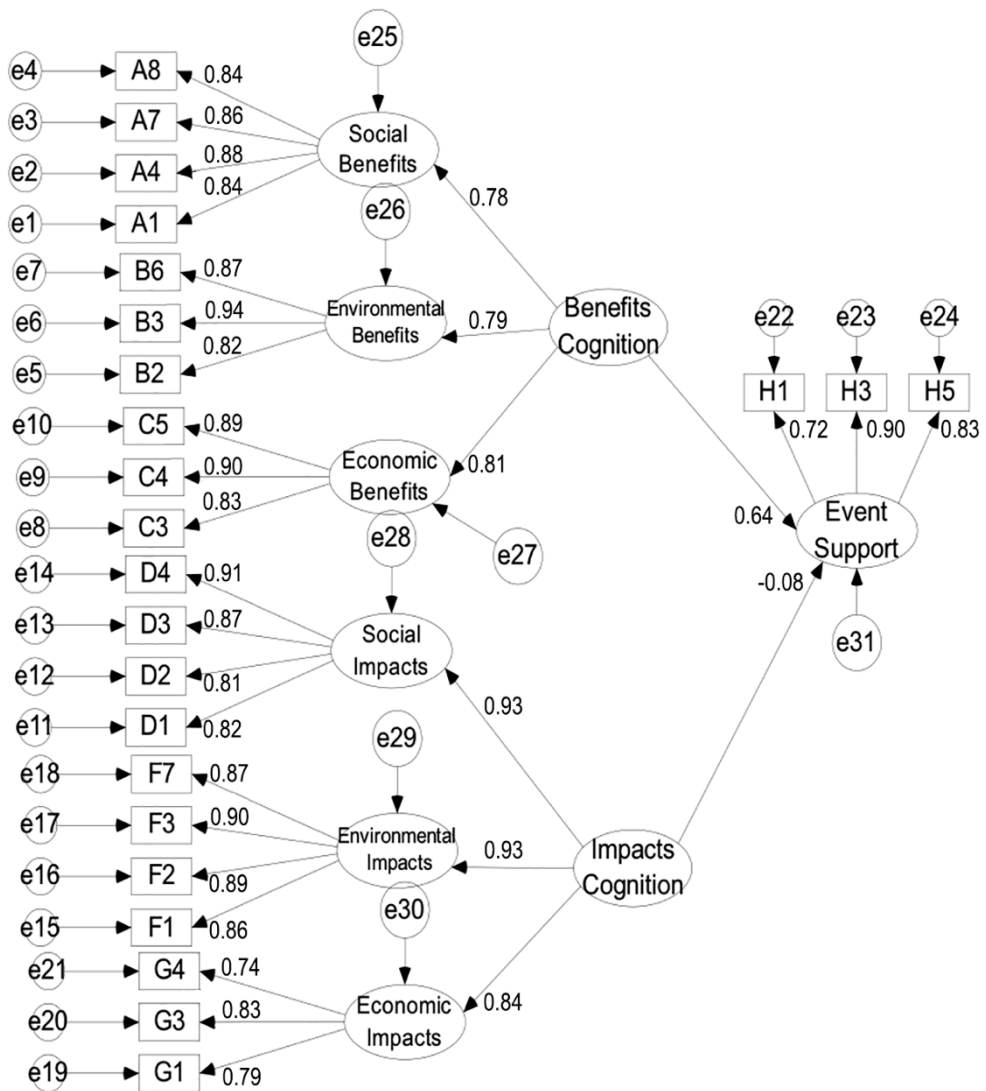 e25
e4
A8
0.84
e3
A7
0.86
Social
Benefits
e2
A4
0.88
e1
A1
0.84
e26
0.78
e7
B6
0.87
e6
B3
0.94
Environmental
Benefits
0.79
Benefits
Cognition
e5
B2
0.82
e22
e23
e24
H1
H3
H5
0.72
0.90
0.83
e10
C5
0.89
e9
C4
0.90
Economic
Benefits
0.81
e8
C3
0.83
e28
e27
0.64
Event
Support
-0.08
e31
e14
D4
0.91
e13
D3
0.87
Social
Impacts
e12
D2
0.81
e11
D1
0.82
0.93
e29
e18
F7
0.87
e17
F3
0.90
Environmental
Impacts
0.93
Impacts
Cognition
e16
F2
0.89
e15
F1
0.86
e30
e21
G4
0.74
e20
G3
0.83
Economic
Impacts
0.84
e19
G1
0.79